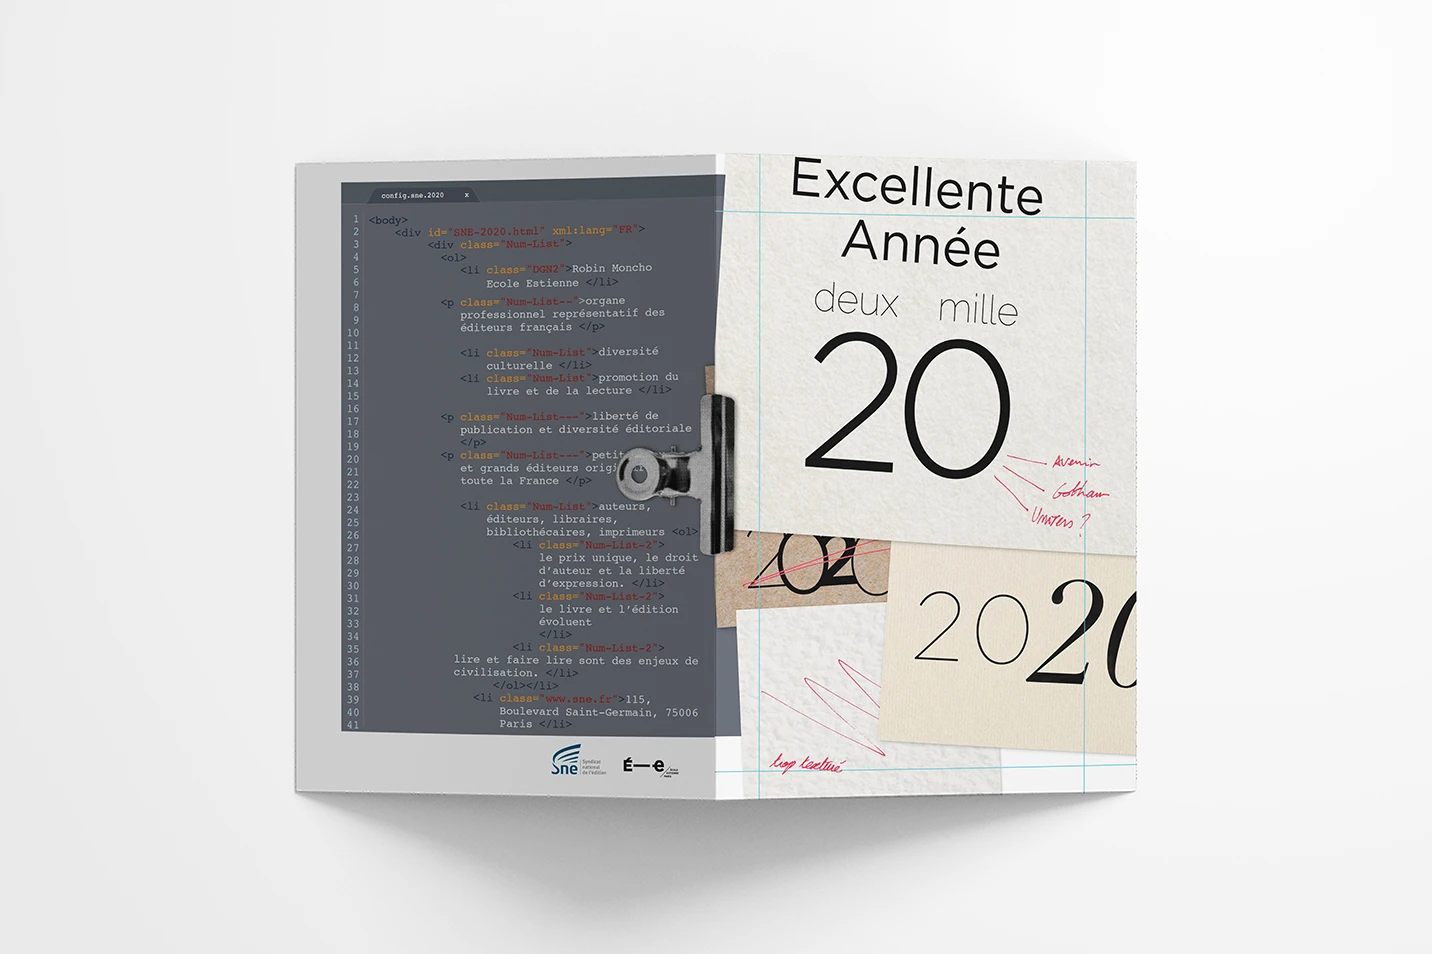 config.sne.2020 x
1 <body>
2 <div id="SNE-2020.html" xml:lang="FR">
3 <div class="Num-List">
4 <ol>
5 <li class="DGN2">Robin Moncho
6 Ecole Estienne </li>
7
8 <p class="Num-List--">organe
9 professionnel représentatif des
10 éditeurs français </p>
11
12 <li class="Num-List">diversité
13 culturelle </li>
14 <li class="Num-List">promotion du
15 livre et de la lecture </li>
16
17 <p class="Num-List---">liberté de
18 publication et diversité éditoriale
19 </p>
20 <p class="Num-List---">petit
21 et grands éditeurs orig
22 toute la France </p>
23
24 <li class="Num-List">auteurs,
25 éditeurs, libraires,
26 bibliothécaires, imprimeurs <ol>
27 <li class="Num-List-2">
28 le prix unique, le droit
29 d'auteur et la liberté
30 d'expression. </li>
31 <li class="Num-List-2">
32 le livre et l'édition
33 évoluent
34 </li>
35 <li class="Num-List-2">
36 lire et faire lire sont des enjeux de
37 civilisation. </li>
38 </ol></li>
39 <li class="www.sne.fr">115,
40 Boulevard Saint-Germain, 75006
41 Paris </li>
Sne
Syndicat
national
de l'édition
É—e
Excellente
Année
deux mille
20
Avenir
Gotham
Univers ?
2020
2020
trop texturé